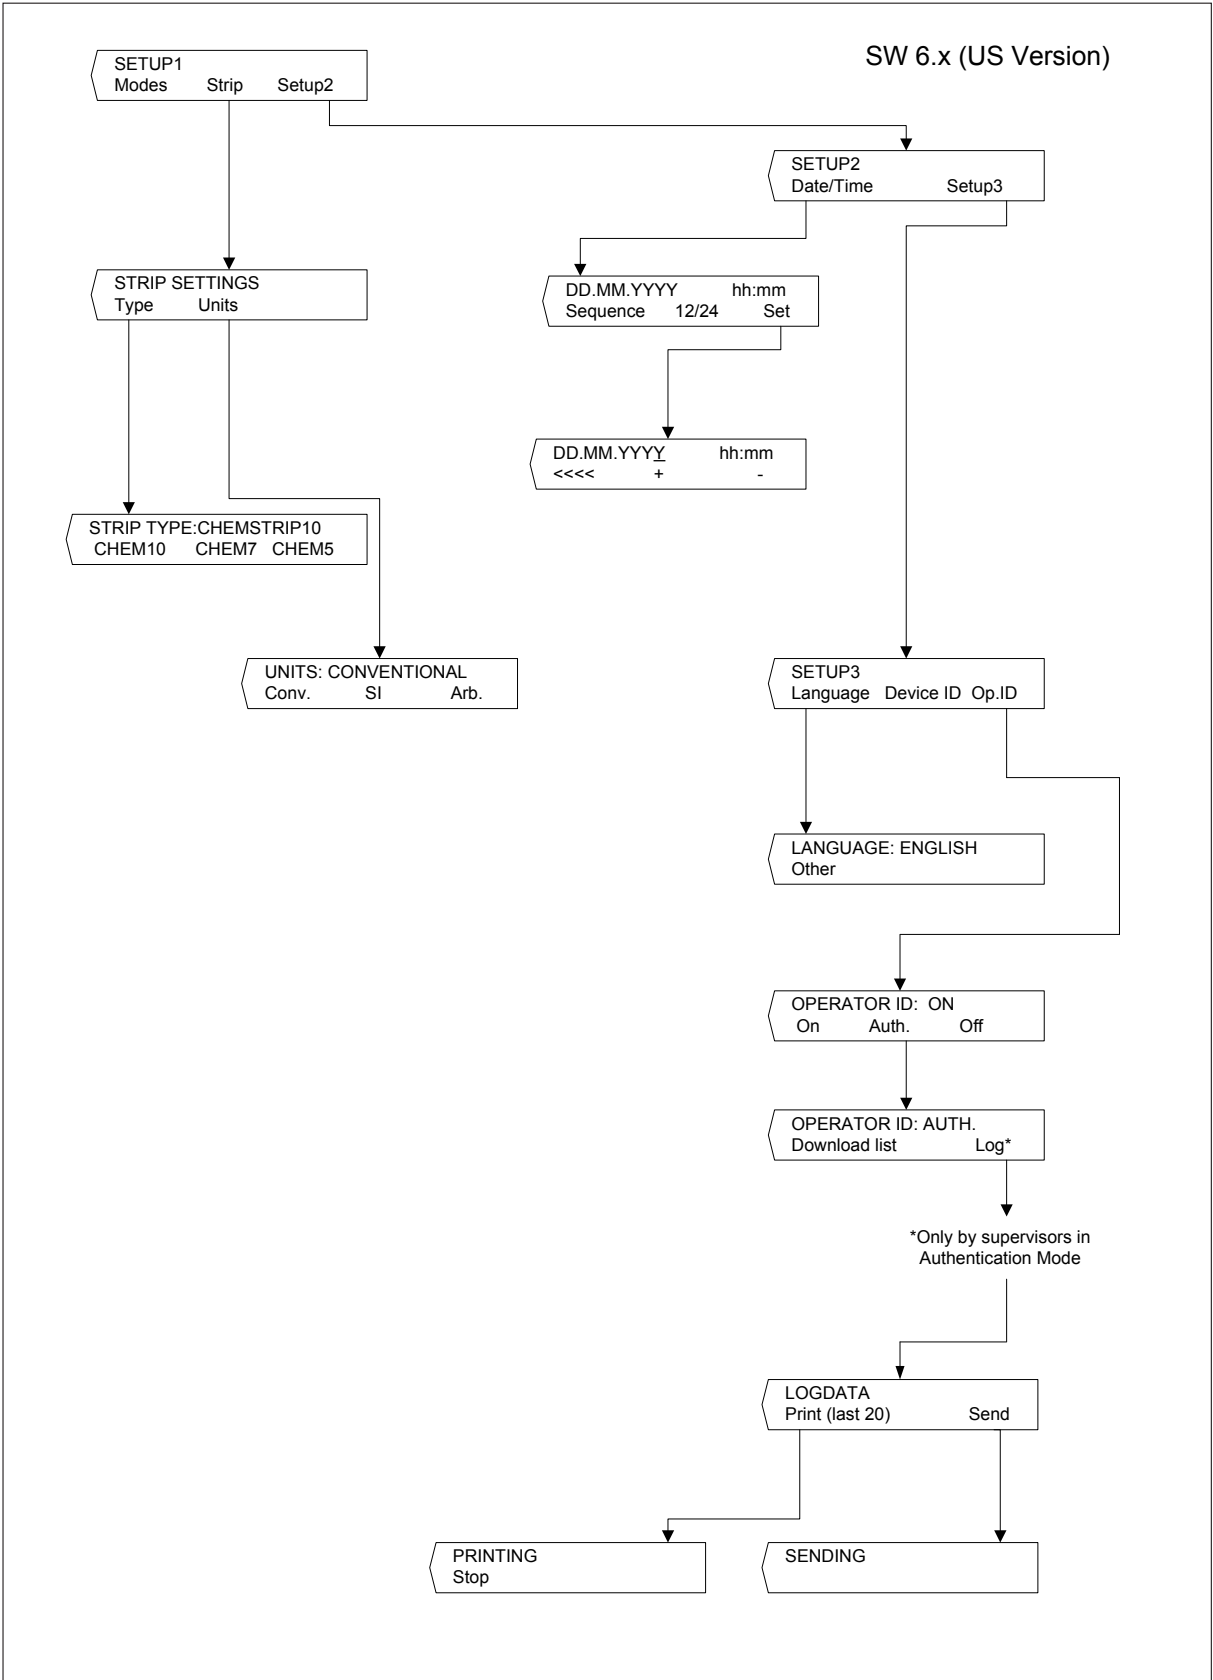 SW 6.x (US Version)
SETUP1
Modes Strip Setup2
SETUP2
Date/Time Setup3
STRIP SETTINGS
Type Units
DD.MM.YYYY hh:mm
Sequence 12/24 Set
DD.MM.YYYY hh:mm
<<<< + -
STRIP TYPE:CHEMSTRIP10
CHEM10 CHEM7 CHEM5
UNITS: CONVENTIONAL
Conv. SI Arb.
SETUP3
Language Device ID Op.ID
LANGUAGE: ENGLISH
Other
OPERATOR ID: ON
On Auth. Off
OPERATOR ID: AUTH.
Download list Log*
*Only by supervisors in
Authentication Mode
LOGDATA
Print (last 20) Send
PRINTING
Stop
SENDING